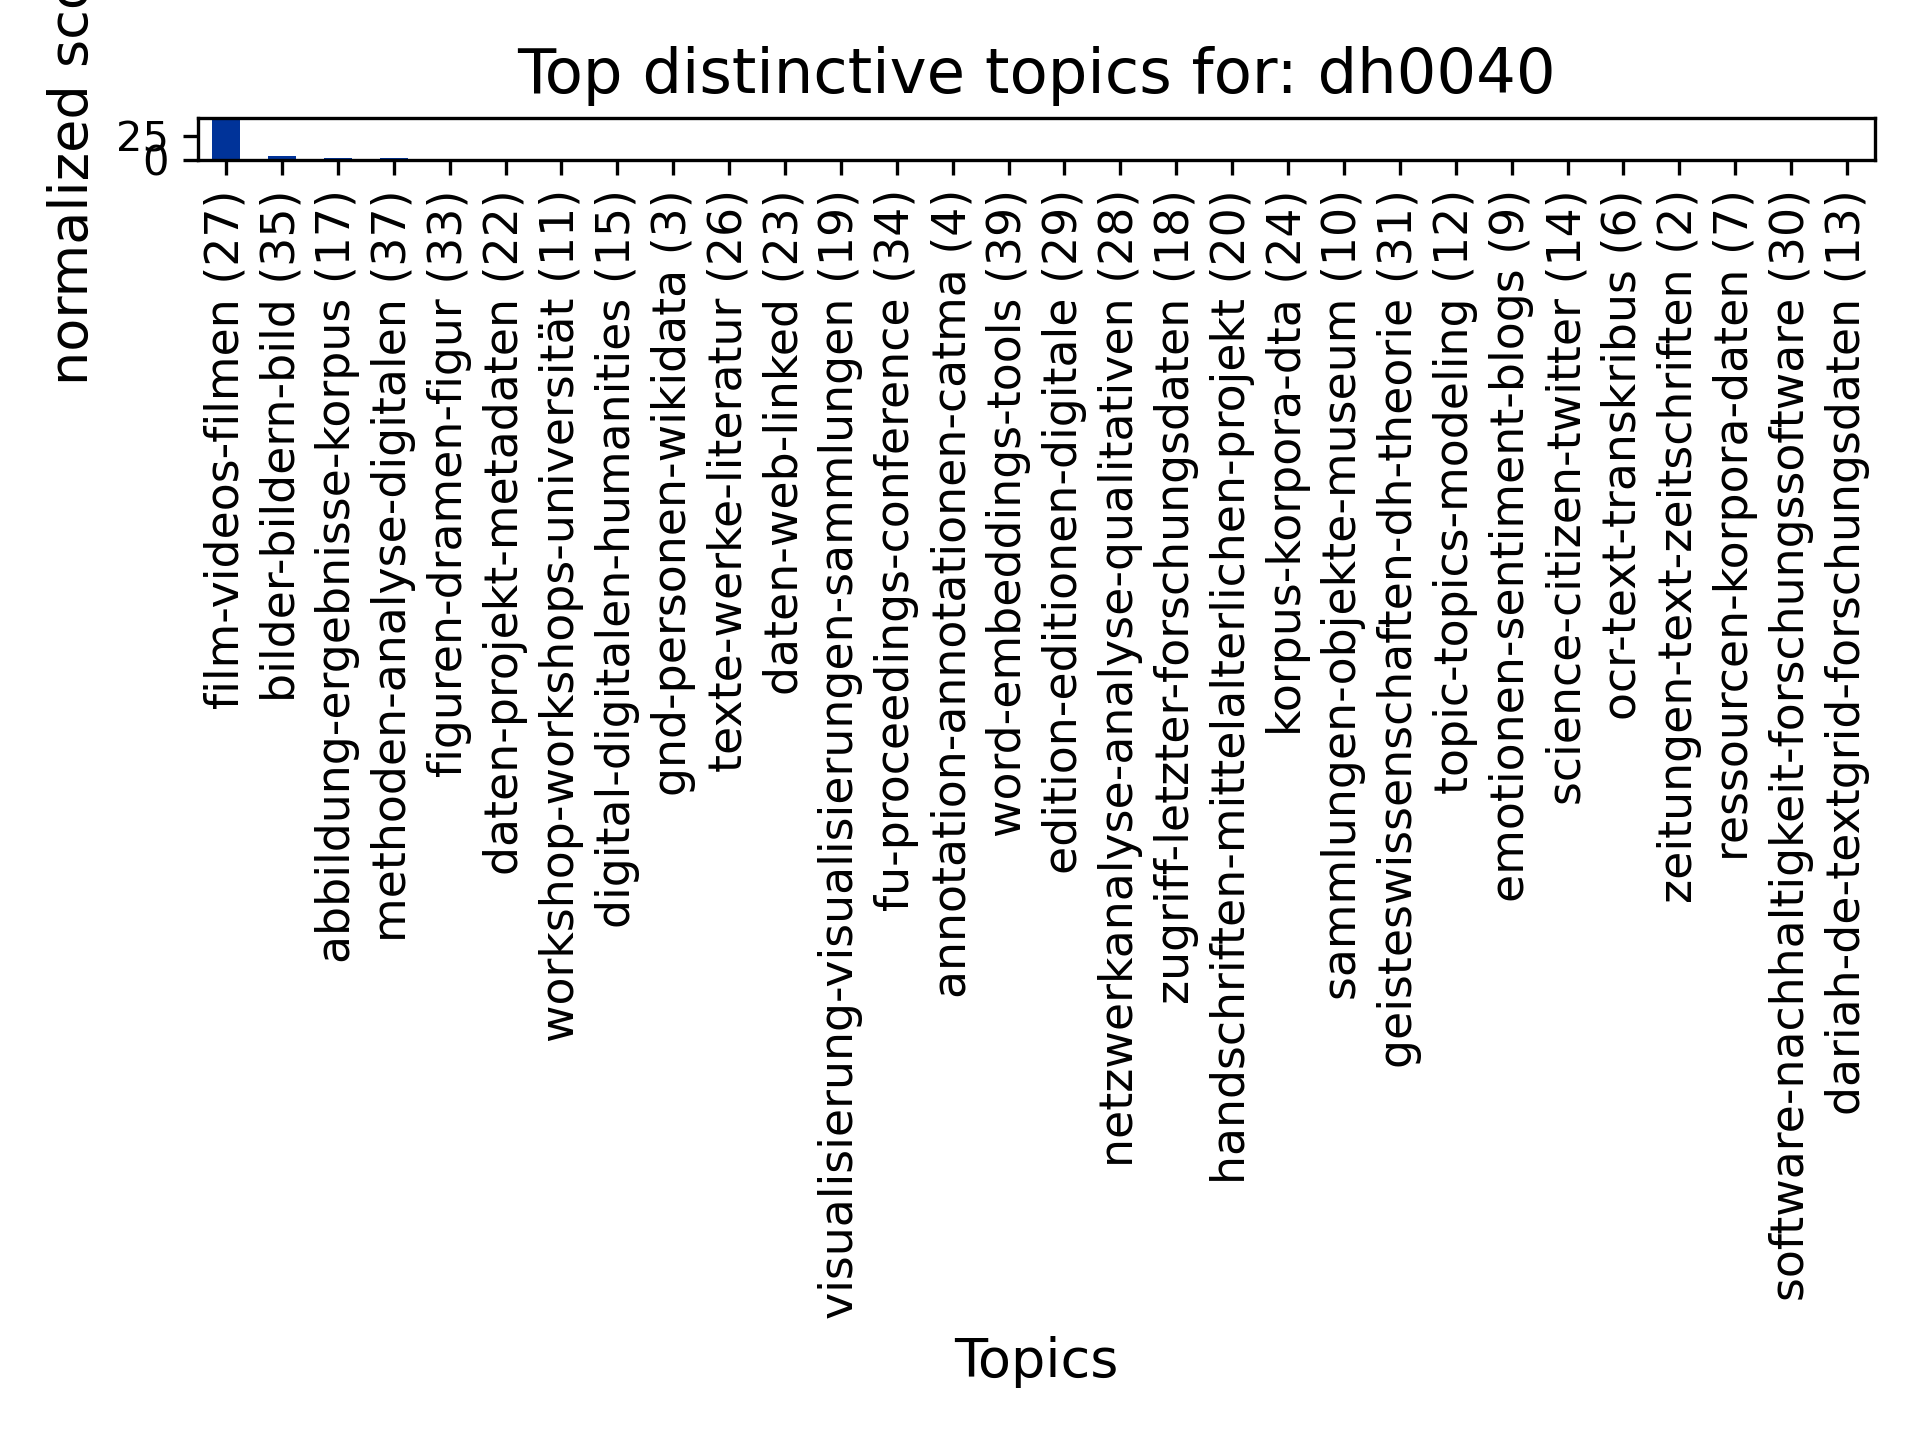 Top distinctive topics for: dh0040
normalized sco
25
0
film-videos-filmen (27)
bilder-bildern-bild (35)
abbildung-ergebnisse-korpus (17)
methoden-analyse-digitalen (37)
figuren-dramen-figur (33)
daten-projekt-metadaten (22)
workshop-workshops-universität (11)
digital-digitalen-humanities (15)
gnd-personen-wikidata (3)
texte-werke-literatur (26)
daten-web-linked (23)
visualisierung-visualisierungen-sammlungen (19)
fu-proceedings-conference (34)
annotation-annotationen-catma (4)
word-embeddings-tools (39)
edition-editionen-digitale (29)
netzwerkanalyse-analyse-qualitativen (28)
zugriff-letzter-forschungsdaten (18)
handschriften-mittelalterlichen-projekt (20)
korpus-korpora-dta (24)
sammlungen-objekte-museum (10)
geisteswissenschaften-dh-theorie (31)
topic-topics-modeling (12)
emotionen-sentiment-blogs (9)
science-citizen-twitter (14)
ocr-text-transkribus (6)
zeitungen-text-zeitschriften (2)
ressourcen-korpora-daten (7)
software-nachhaltigkeit-forschungssoftware (30)
dariah-de-textgrid-forschungsdaten (13)
Topics